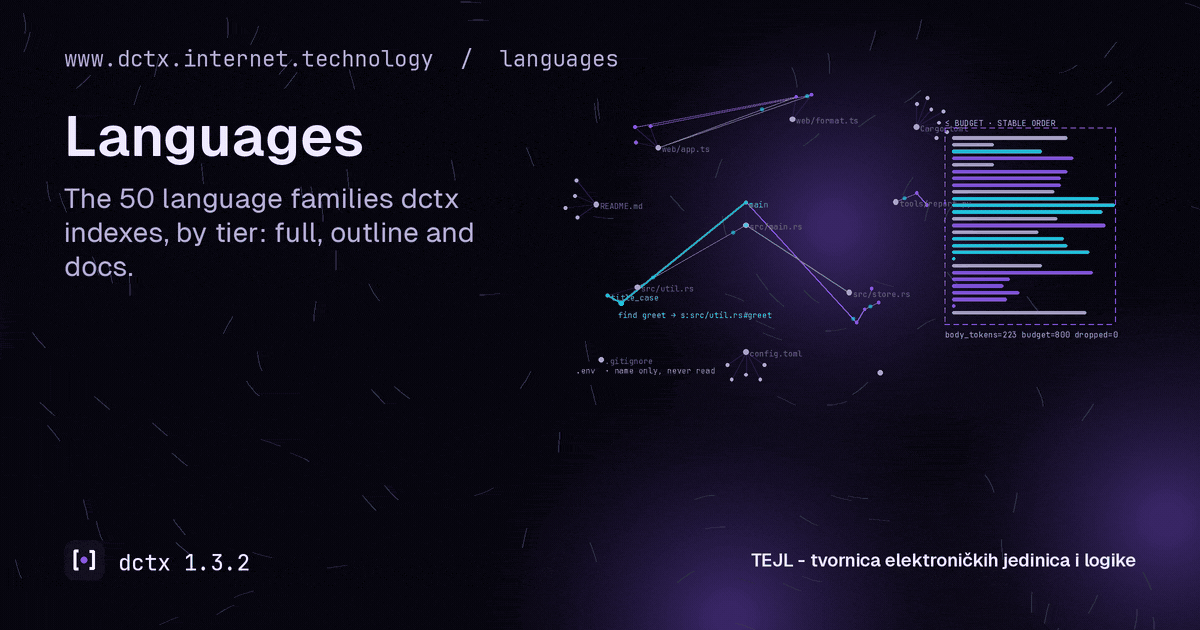 www.dctx.internet.technology / languages
Languages
The 50 language families dctx
indexes, by tier: full, outline and
docs.
web/format.ts
web/app.ts
README.md
main
src/main.rs
src/util.rs
title_case
find greet → s:src/util.rs#greet
src/store.rs
.gitignore
.env · name only, never read
config.toml
≤ BUDGET · STABLE ORDER
body_tokens=223 budget=800 dropped=0
[•] dctx 1.3.2
TEJL - tvornica elektroničkih jedinica i logike